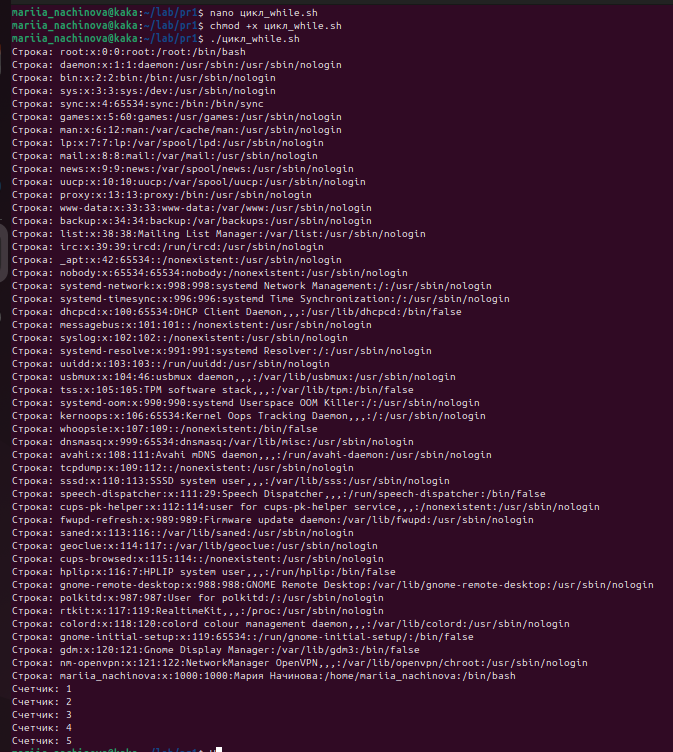 mariia_nachinova@kaka:~/lab/pr1$ nano цикл_while.sh
mariia_nachinova@kaka:~/lab/pr1$ chmod +x цикл_while.sh
mariia_nachinova@kaka:~/lab/pr1$ ./цикл_while.sh
Строка: root:x:0:0:root:/root:/bin/bash
Строка: daemon:x:1:1:daemon:/usr/sbin:/usr/sbin/nologin
Строка: bin:x:2:2:bin:/bin:/usr/sbin/nologin
Строка: sys:x:3:3:sys:/dev:/usr/sbin/nologin
Строка: sync:x:4:65534:sync:/bin:/bin/sync
Строка: games:x:5:60:games:/usr/games:/usr/sbin/nologin
Строка: man:x:6:12:man:/var/cache/man:/usr/sbin/nologin
Строка: lp:x:7:7:lp:/var/spool/lpd:/usr/sbin/nologin
Строка: mail:x:8:8:mail:/var/mail:/usr/sbin/nologin
Строка: news:x:9:9:news:/var/spool/news:/usr/sbin/nologin
Строка: uucp:x:10:10:uucp:/var/spool/uucp:/usr/sbin/nologin
Строка: proxy:x:13:13:proxy:/bin:/usr/sbin/nologin
Строка: www-data:x:33:33:www-data:/var/www:/usr/sbin/nologin
Строка: backup:x:34:34:backup:/var/backups:/usr/sbin/nologin
Строка: list:x:38:38:Mailing List Manager:/var/list:/usr/sbin/nologin
Строка: irc:x:39:39:ircd:/run/ircd:/usr/sbin/nologin
Строка: _apt:x:42:65534::/nonexistent:/usr/sbin/nologin
Строка: nobody:x:65534:65534:nobody:/nonexistent:/usr/sbin/nologin
Строка: systemd-network:x:998:998:systemd Network Management:/:/usr/sbin/nologin
Строка: systemd-timesync:x:996:996:systemd Time Synchronization:/:/usr/sbin/nologin
Строка: dhcpcd:x:100:65534:DHCP Client Daemon,,,:/usr/lib/dhcpcd:/bin/false
Строка: messagebus:x:101:101::/nonexistent:/usr/sbin/nologin
Строка: syslog:x:102:102::/nonexistent:/usr/sbin/nologin
Строка: systemd-resolve:x:991:991:systemd Resolver:/:/usr/sbin/nologin
Строка: uuidd:x:103:103::/run/uuidd:/usr/sbin/nologin
Строка: usbmux:x:104:46:usbmux daemon,,,:/var/lib/usbmux:/usr/sbin/nologin
Строка: tss:x:105:105:TPM software stack,,,:/var/lib/tpm:/bin/false
Строка: systemd-oom:x:990:990:systemd Userspace OOM Killer:/:/usr/sbin/nologin
Строка: kernoops:x:106:65534:Kernel Oops Tracking Daemon,,,:/:/usr/sbin/nologin
Строка: whoopsie:x:107:109::/nonexistent:/bin/false
Строка: dnsmasq:x:999:65534:dnsmasq:/var/lib/misc:/usr/sbin/nologin
Строка: avahi:x:108:111:Avahi mDNS daemon,,,:/run/avahi-daemon:/usr/sbin/nologin
Строка: tcpdump:x:109:112::/nonexistent:/usr/sbin/nologin
Строка: sssd:x:110:113:SSSD system user,,,:/var/lib/sss:/usr/sbin/nologin
Строка: speech-dispatcher:x:111:29:Speech Dispatcher,,,:/run/speech-dispatcher:/bin/false
Строка: cups-pk-helper:x:112:114:user for cups-pk-helper service,,,:/nonexistent:/usr/sbin/nologin
Строка: fwupd-refresh:x:989:989:Firmware update daemon:/var/lib/fwupd:/usr/sbin/nologin
Строка: saned:x:113:116::/var/lib/saned:/usr/sbin/nologin
Строка: geoclue:x:114:117::/var/lib/geoclue:/usr/sbin/nologin
Строка: cups-browsed:x:115:114::/nonexistent:/usr/sbin/nologin
Строка: hplip:x:116:7:HPLIP system user,,,:/run/hplip:/bin/false
Строка: gnome-remote-desktop:x:988:988:GNOME Remote Desktop:/var/lib/gnome-remote-desktop:/usr/sbin/nologin
Строка: polkitd:x:987:987:User for polkitd:/:/usr/sbin/nologin
Строка: rtkit:x:117:119:RealtimeKit,,,:/proc:/usr/sbin/nologin
Строка: colord:x:118:120:colord colour management daemon,,,:/var/lib/colord:/usr/sbin/nologin
Строка: gnome-initial-setup:x:119:65534::/run/gnome-initial-setup/:/bin/false
Строка: gdm:x:120:121:Gnome Display Manager:/var/lib/gdm3:/bin/false
Строка: nm-openvpn:x:121:122:NetworkManager OpenVPN,,,:/var/lib/openvpn/chroot:/usr/sbin/nologin
Строка: mariia_nachinova:x:1000:1000:Мария Начинова:/home/mariia_nachinova:/bin/bash
Счетчик: 1
Счетчик: 2
Счетчик: 3
Счетчик: 4
Счетчик: 5